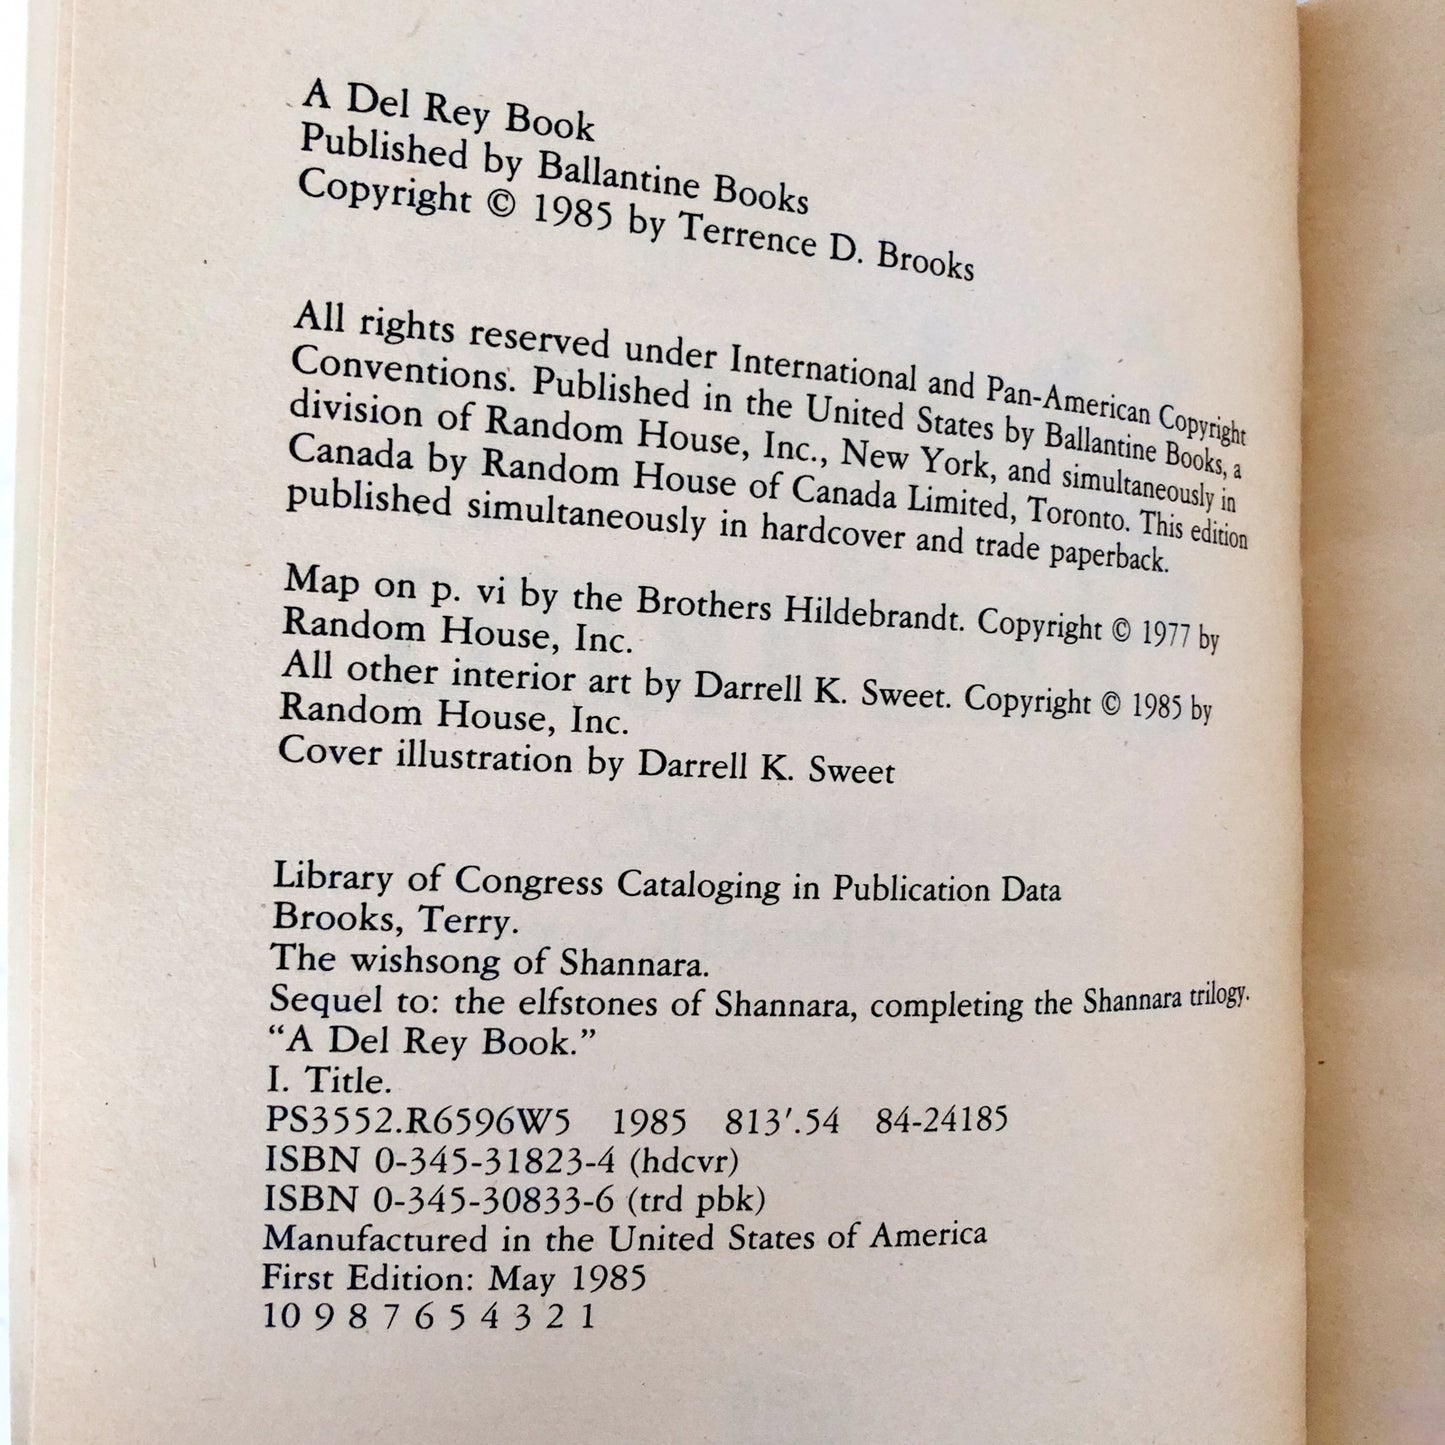 A Del Rey Book
Published by Ballantine Books
Copyright © 1985 by Terrence D. Brooks
All rights reserved under International and Pan-American Copyright
Conventions. Published in the United States by Ballantine Books, a
division of Random House, Inc., New York, and simultaneously in
Canada by Random House of Canada Limited, Toronto. This edition
published simultaneously in hardcover and trade paperback.
Map on p. vi by the Brothers Hildebrandt. Copyright © 1977 by
Random House, Inc.
All other interior art by Darrell K. Sweet. Copyright © 1985 by
Random House, Inc.
Cover illustration by Darrell K. Sweet
Library of Congress Cataloging in Publication Data
Brooks, Terry.
The wishsong of Shannara.
Sequel to: the elfstones of Shannara, completing the Shannara trilogy.
“A Del Rey Book.”
I. Title.
PS3552.R6596W5 1985 813′.54 84-24185
ISBN 0-345-31823-4 (hdcvr)
ISBN 0-345-30833-6 (trd pbk)
Manufactured in the United States of America
First Edition: May 1985
10 9 8 7 6 5 4 3 2 1